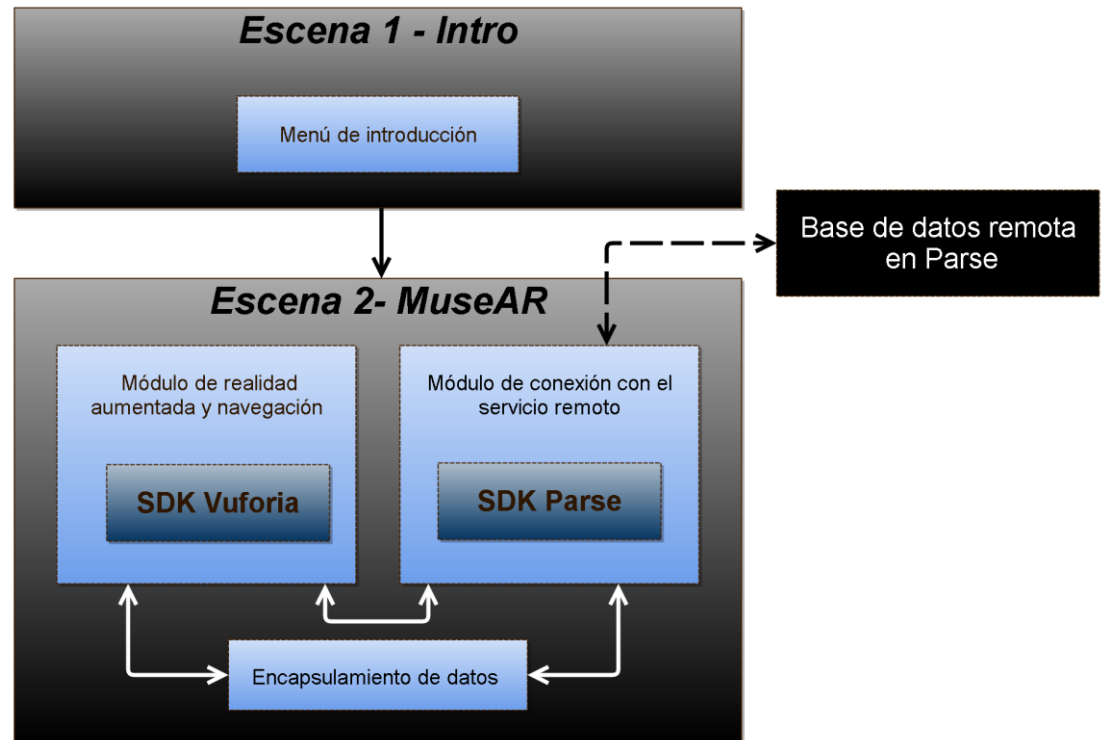 Escena 1 - Intro
Menú de introducción
Base de datos remota
en Parse
Escena 2- MuseAR
Módulo de realidad
aumentada y navegación
SDK Vuforia
Módulo de conexión con el
servicio remoto
SDK Parse
Encapsulamiento de datos